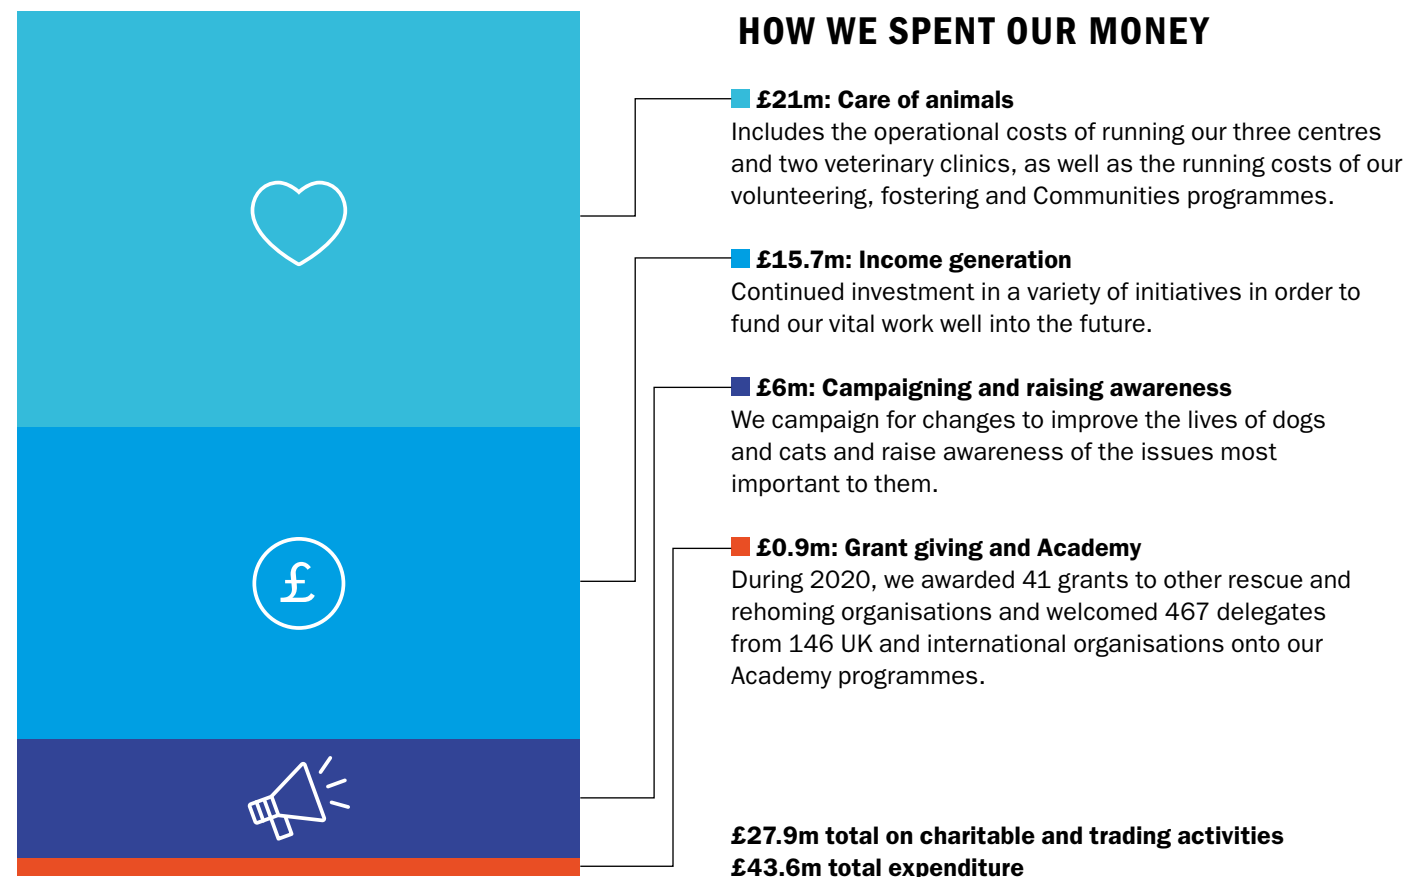 HOW WE SPENT OUR MONEY
£21m: Care of animals
Includes the operational costs of running our three centres
and two veterinary clinics, as well as the running costs of our
volunteering, fostering and Communities programmes.
£15.7m: Income generation
Continued investment in a variety of initiatives in order to
fund our vital work well into the future.
£
£6m: Campaigning and raising awareness
We campaign for changes to improve the lives of dogs
and cats and raise awareness of the issues most
important to them.
£0.9m: Grant giving and Academy
During 2020, we awarded 41 grants to other rescue and
rehoming organisations and welcomed 467 delegates
from 146 UK and international organisations onto our
Academy programmes.
£27.9m total on charitable and trading activities
£43.6m total expenditure